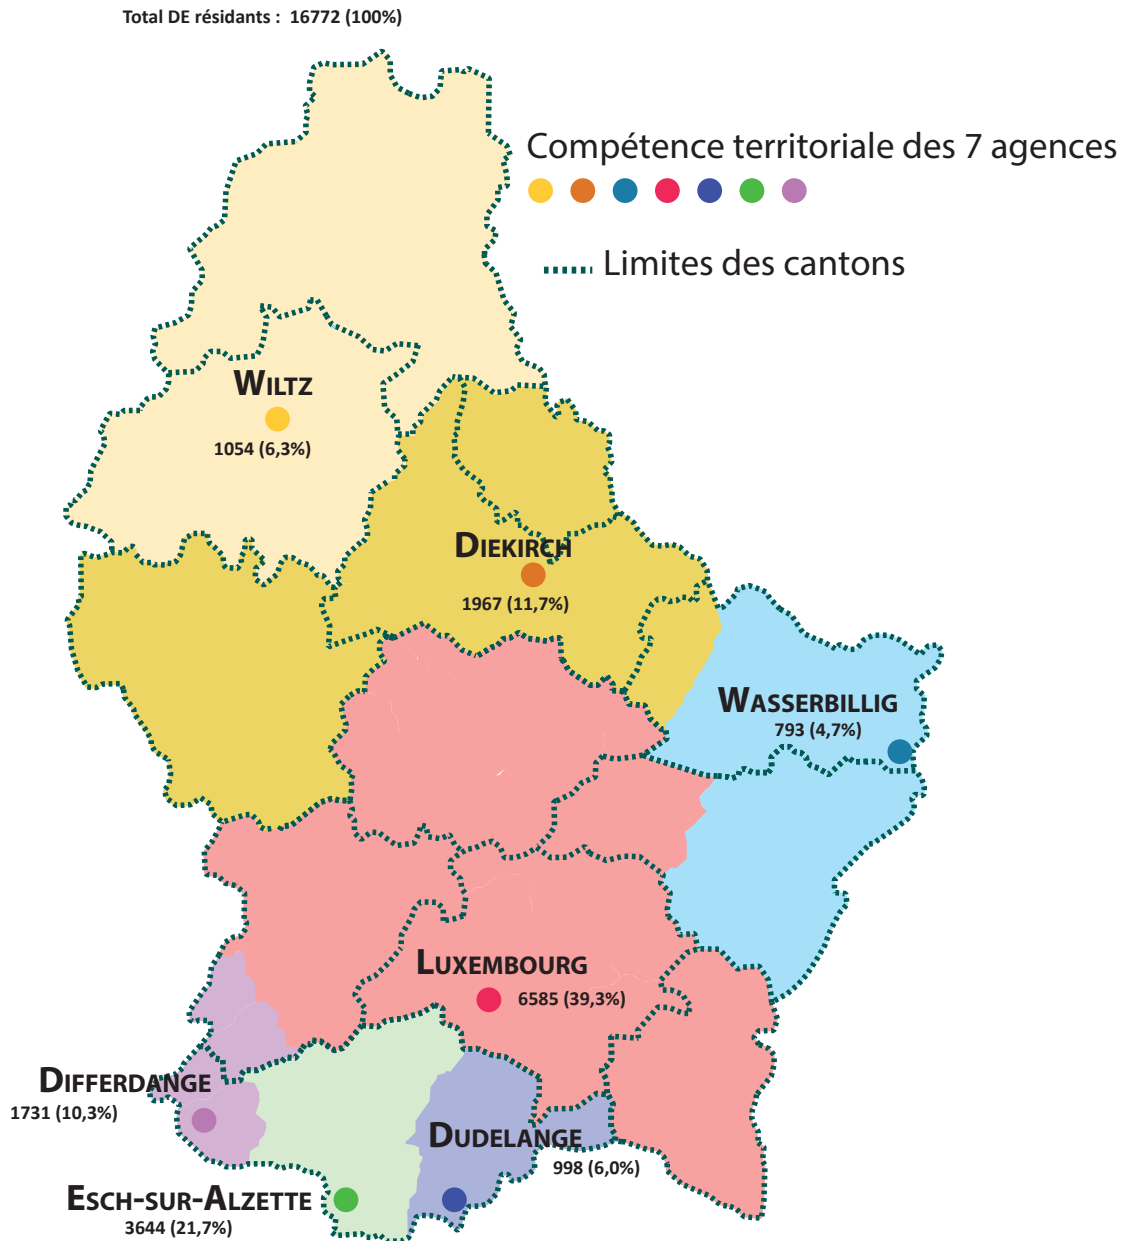 Total DE résidants : 16772 (100%)
Compétence territoriale des 7 agences
Limites des cantons
WILTZ
1054 (6,3%)
DIEKIRCH
1967 (11,7%)
WASSERBILLIG
793 (4,7%)
LUXEMBOURG
6585 (39,3%)
DIFFERDANGE
1731 (10,3%)
DUDELANGE
998 (6,0%)
ESCH-SUR-ALZETTE
3644 (21,7%)